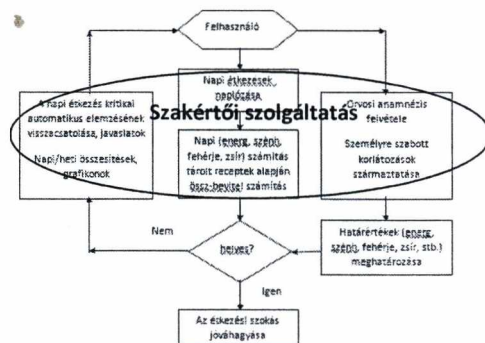 Felhasználó
Napi étkezések
naplózása
Szakértői szolgáltatás
A napi étkezés kritikai
automatikus elemzésének
visszacsatolása, javaslatok
Napi/heti összesítések,
grafikonok
Napi (energ, szénh,
fehérje, zsír) számítás
tárolt receptek alapján
össz-bevitel számítás
Orvosi anamnézis
felvétele
Személyre szabott
korlátozások
származtatása
Határértékek (energ,
szénh, fehérje, zsír, stb.)
meghatározása
Nem
helyes?
Igen
Az étkezési szokás
jóváhagyása